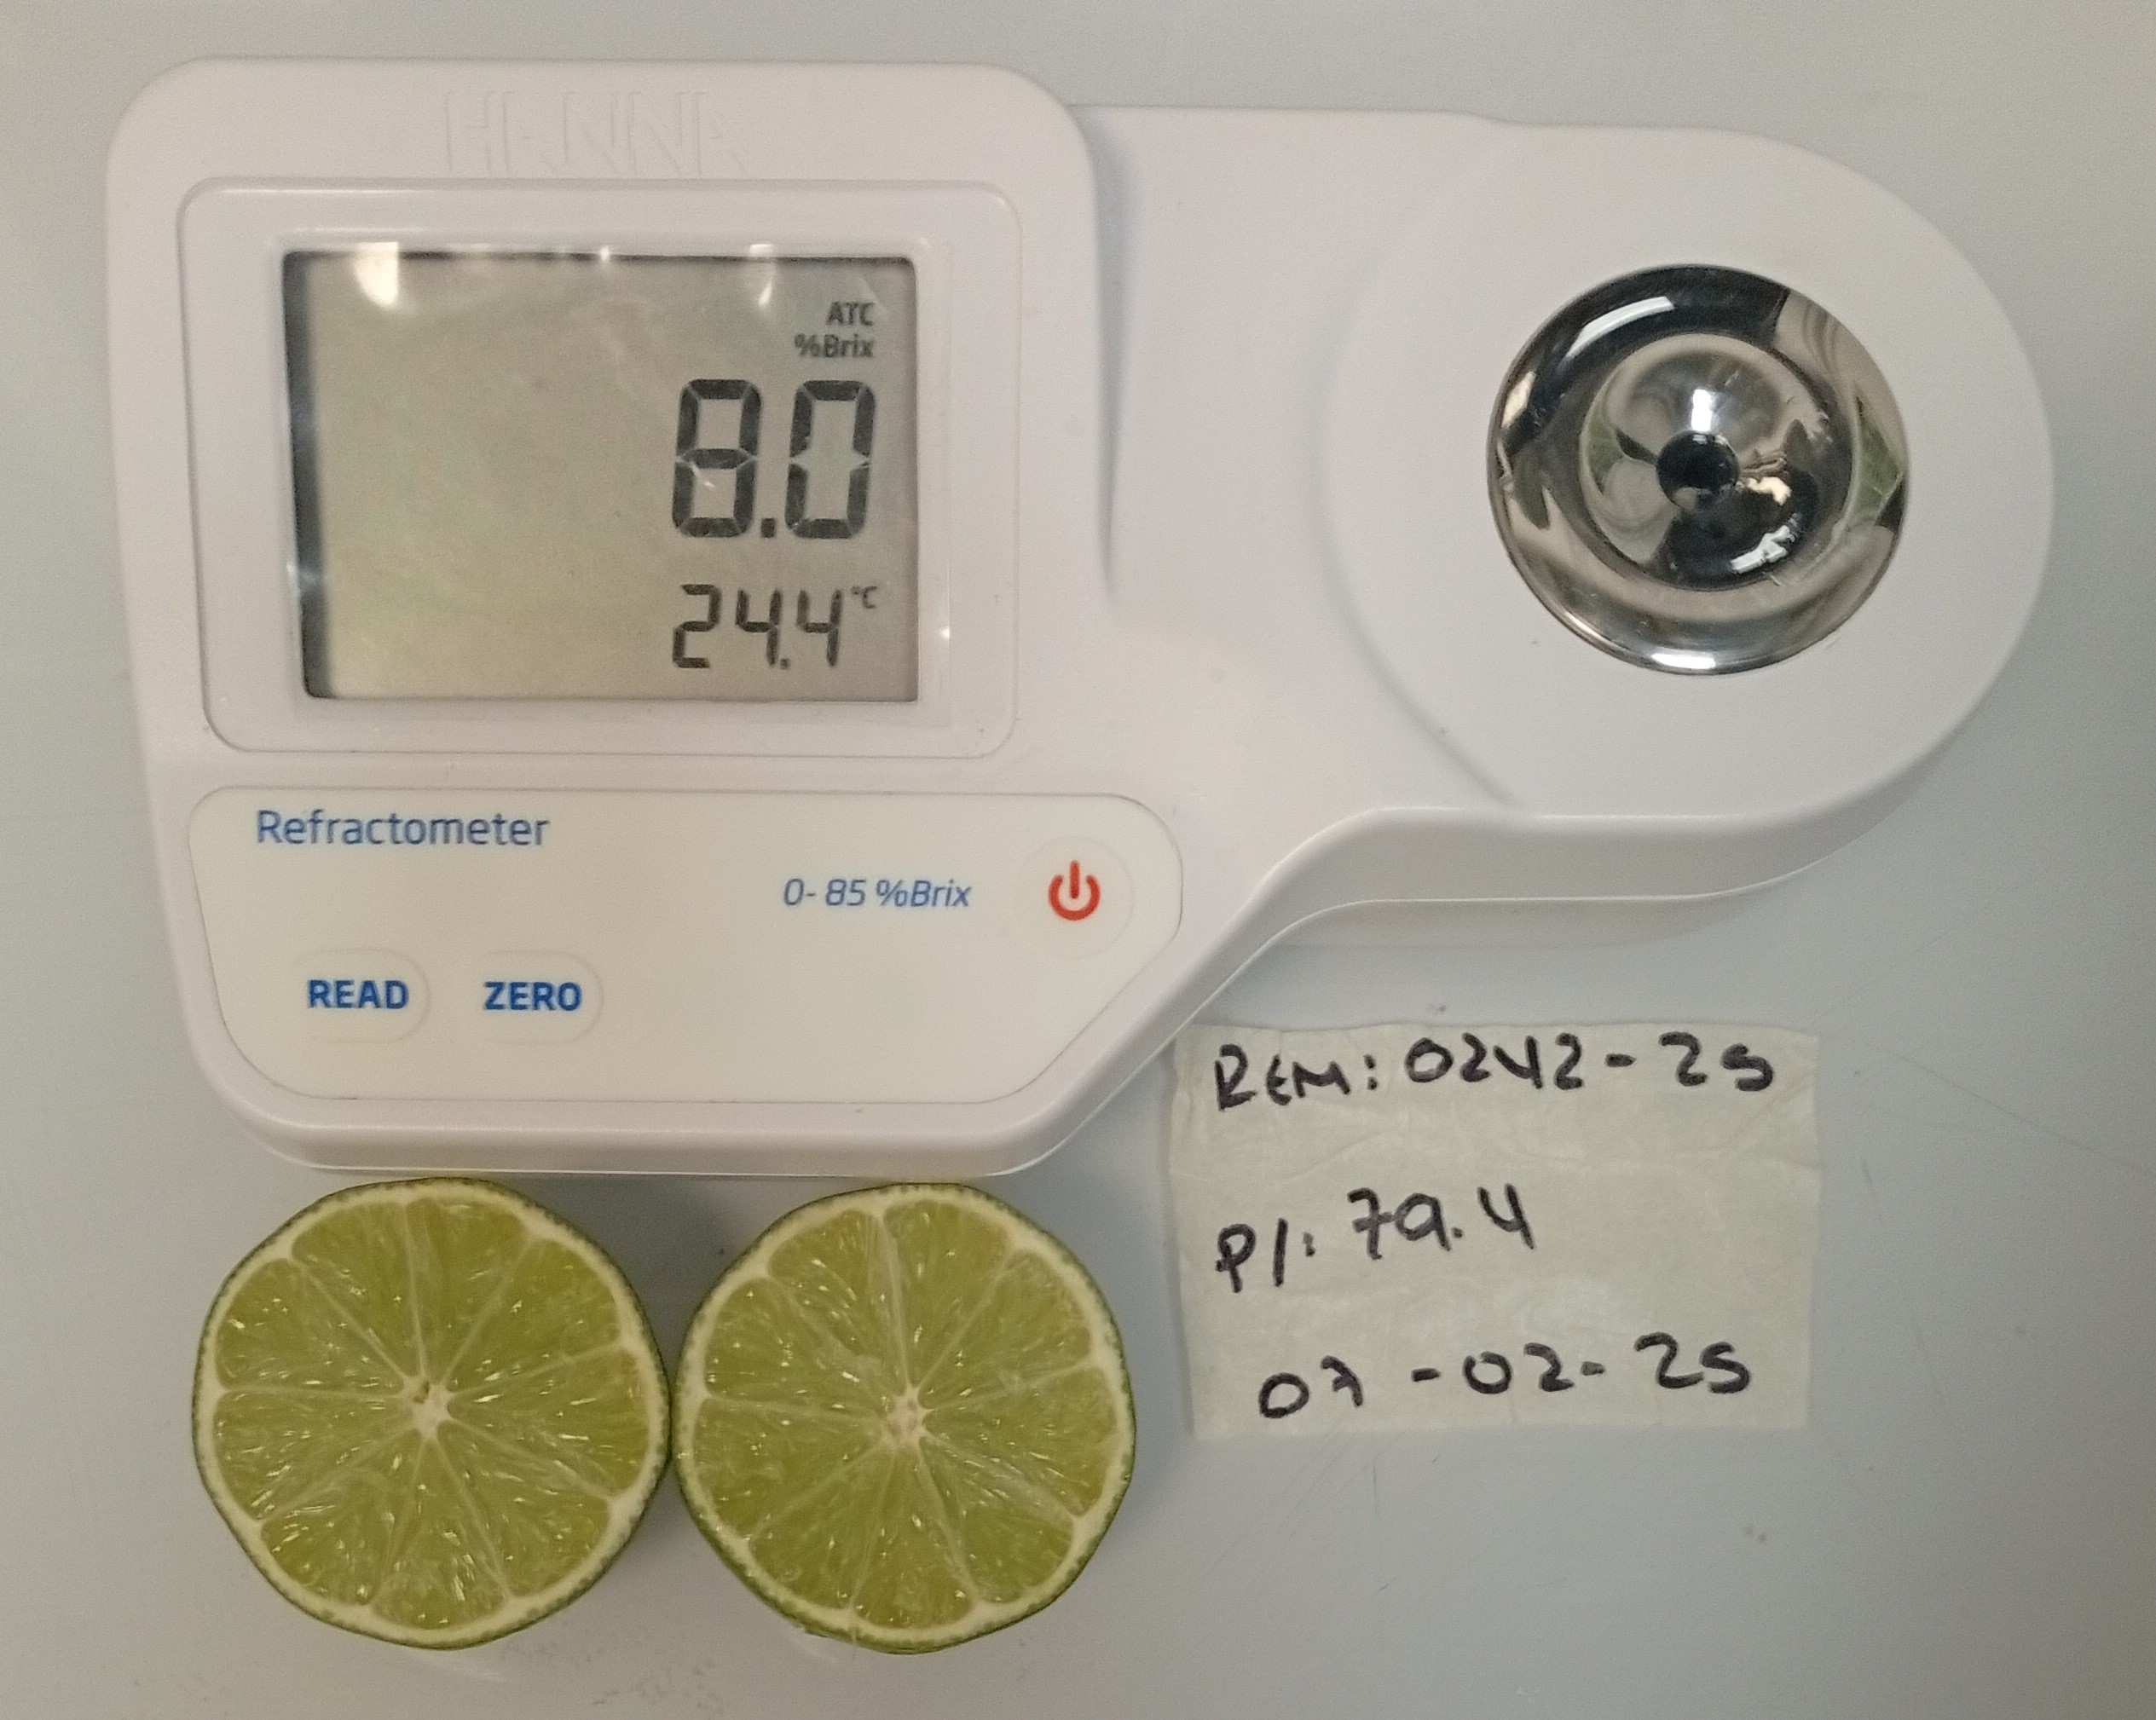 HANNA
ATC
%Brix
8.0
24.4°C
Refractometer
0-85 %Brix
READ ZERO
REM: 0242-25
P/: 79.4
07-02-25